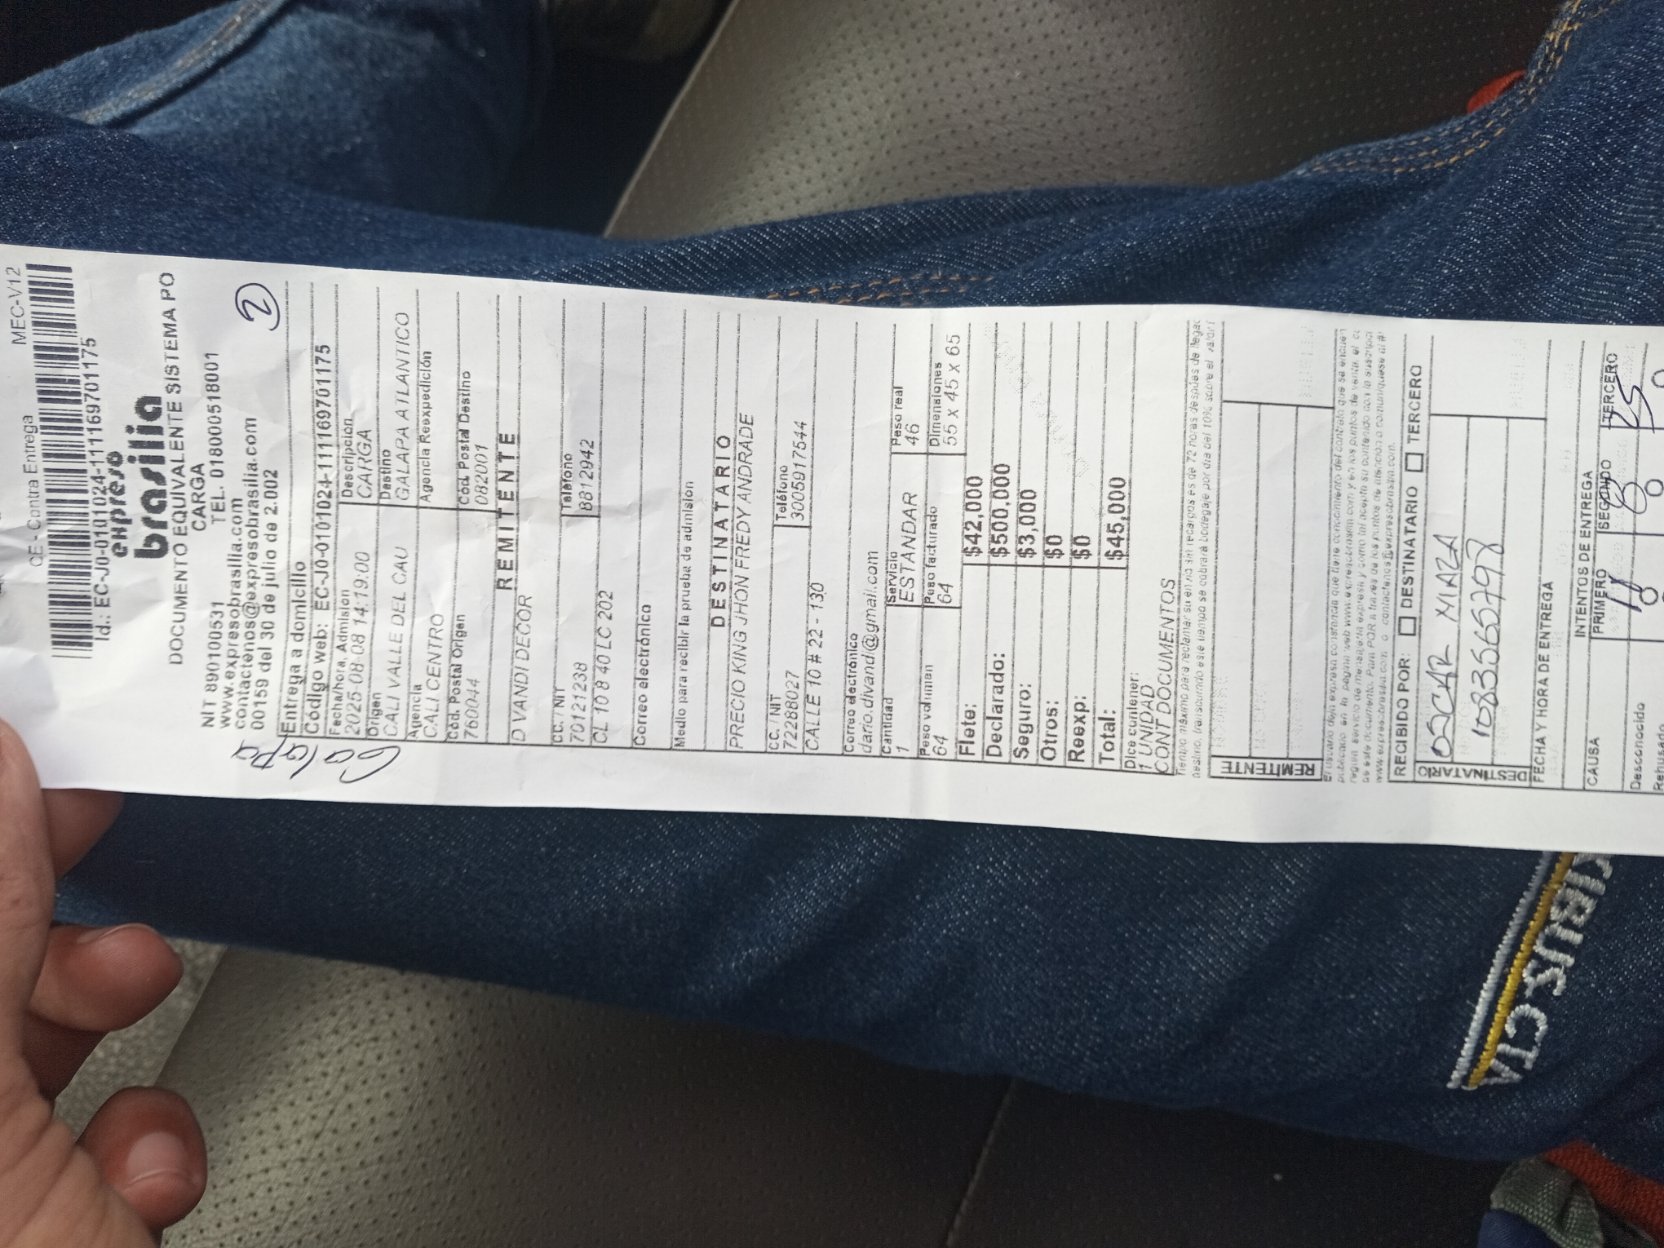 CE - Contra Entrega MEC-V12
Id.: EC-J0-0101024-1111169701175
expreso
brasilia
DOCUMENTO EQUIVALENTE SISTEMA PO
CARGA
NIT 890100531 TEL. 018000518001
www.expresobrasilia.com
contactenos@expresobrasilia.com
00159 del 30 de julio de 2.002
2
Galapa
Entrega a domicilio
Código web: EC-J0-0101024-1111169701175
Fecha/hora. Admisión Descripción
2025-08-08 14:19:00 CARGA
Origen Destino
CALI VALLE DEL CAU GALAPA ATLANTICO
Agencia Agencia Reexpedición
CALI CENTRO
Cód. Postal Origen Cód. Postal Destino
760044 082001
REMITENTE
D VANDI DECOR
CC. / NIT Teléfono
70121238 8812942
CL 10 8 40 LC 202
Correo electrónico
Medio para recibir la prueba de admisión
DESTINATARIO
PRECIO KING JHON FREDY ANDRADE
CC. / NIT Teléfono
72288027 3005917544
CALLE 10 # 22 - 130
Correo electrónico
dario.divandi@gmail.com
Cantidad Servicio Peso real
1 ESTANDAR 46
Peso volumen Peso facturado Dimensiones
64 64 55 x 45 x 65
Flete: $42,000
Declarado: $500,000
Seguro: $3,000
Otros: $0
Reexp: $0
Total: $45,000
Dice contener:
1 UNIDAD
CONT DOCUMENTOS
REMITENTE
RECIBIDO POR: DESTINATARIO TERCERO
DESTINATARIO
OSCAR MIAZA
FECHA Y HORA DE ENTREGA
INTENTOS DE ENTREGA
CAUSA PRIMERO SEGUNDO TERCERO
11 8 25
Desconocido
Rehusado
XIBUS·CTA